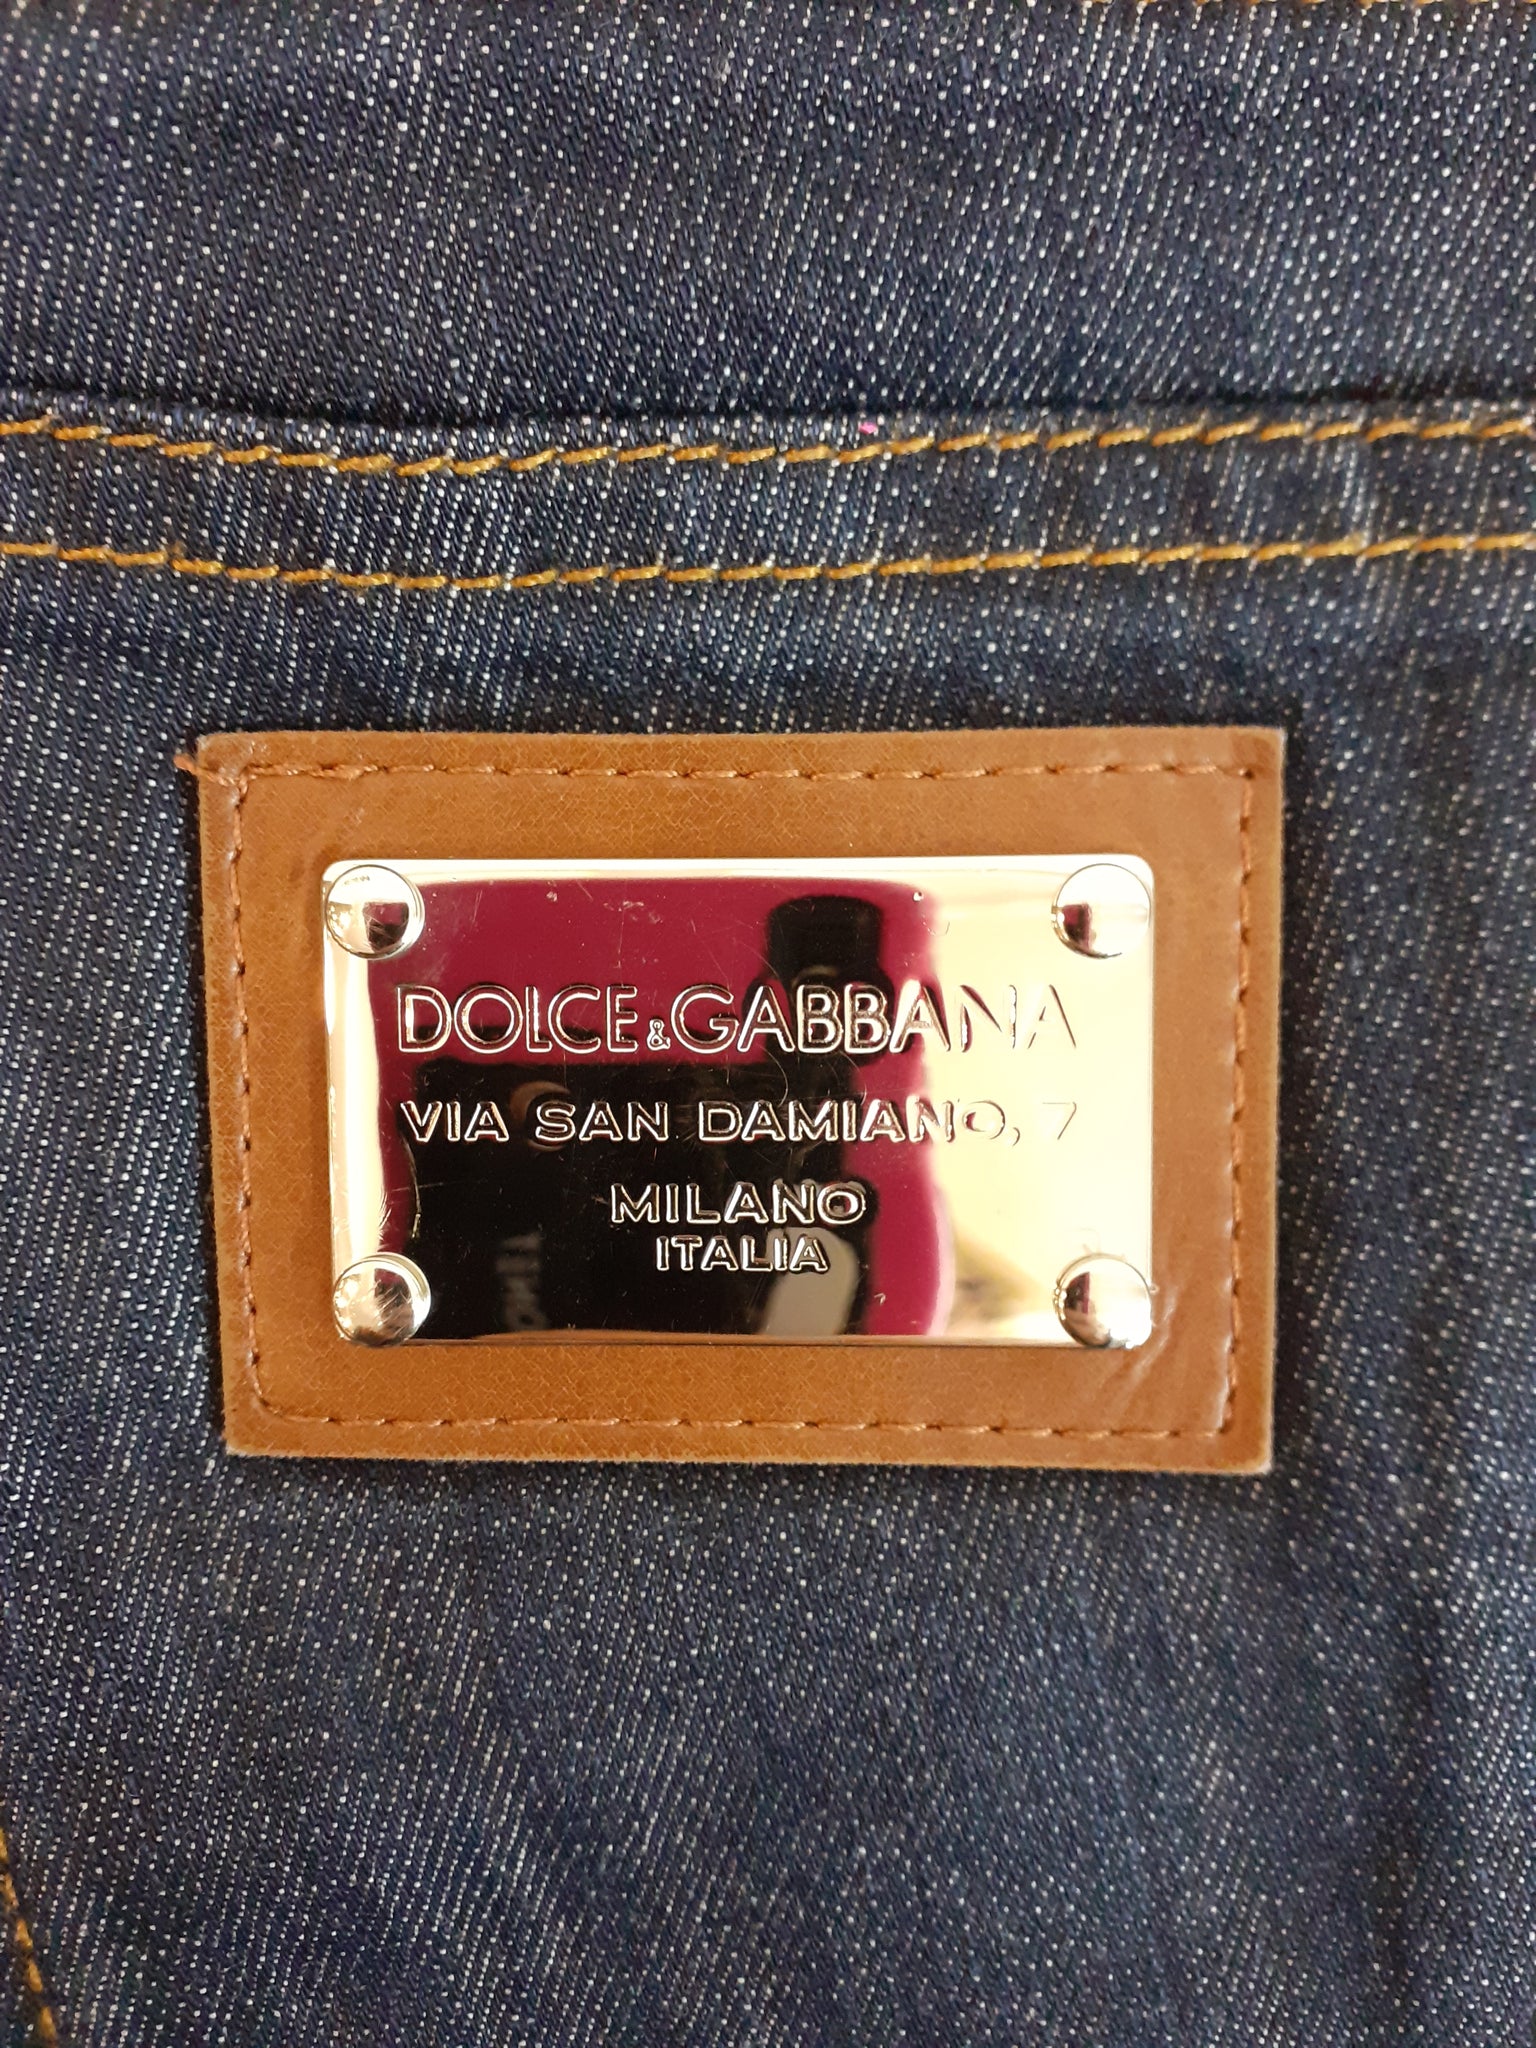 DOLCE&GABBANA
VIA SAN DAMIANO, 7
MILANO
ITALIA